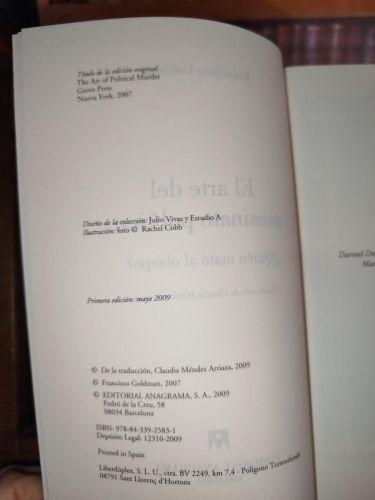 Título de la edición original:
The Art of Political Murder
Grove Press
Nueva York, 2007
Diseño de la colección: Julio Vivas y Estudio A
Ilustración: foto © Rachel Cobb
Primera edición: mayo 2009
© De la traducción, Claudia Méndez Arriaza, 2009
© Francisco Goldman, 2007
© EDITORIAL ANAGRAMA, S. A., 2009
Pedró de la Creu, 58
08034 Barcelona
ISBN: 978-84-339-2583-1
Depósito Legal: 12310-2009
Printed in Spain
Liberdúplex, S. L. U., ctra. BV 2249, km 7,4 - Polígono Torrentfondo
08791 Sant Llorenç d'Hortons